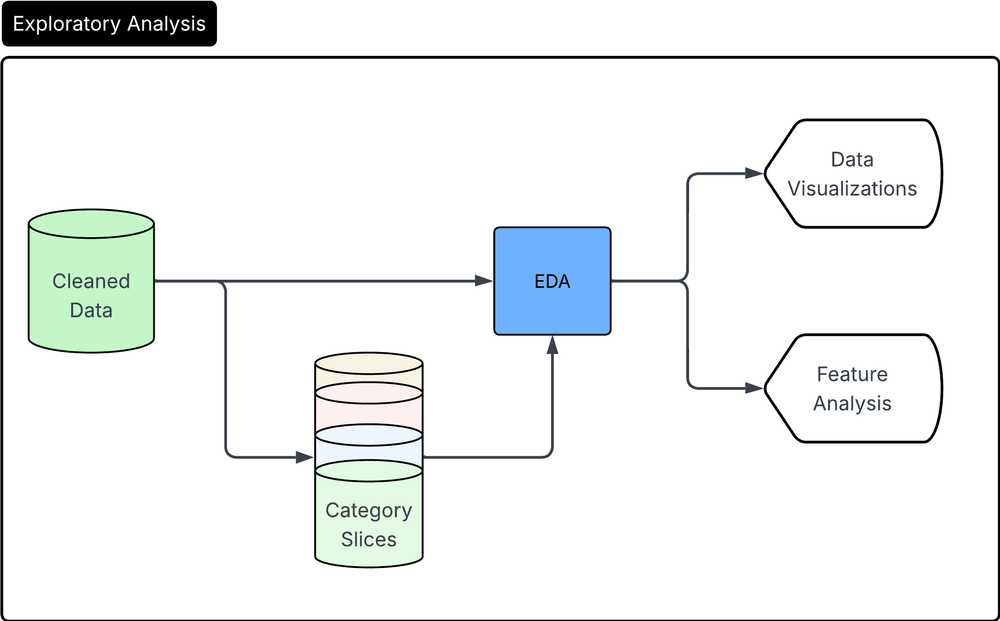 Exploratory Analysis
Cleaned
Data
Category
Slices
EDA
Data
Visualizations
Feature
Analysis